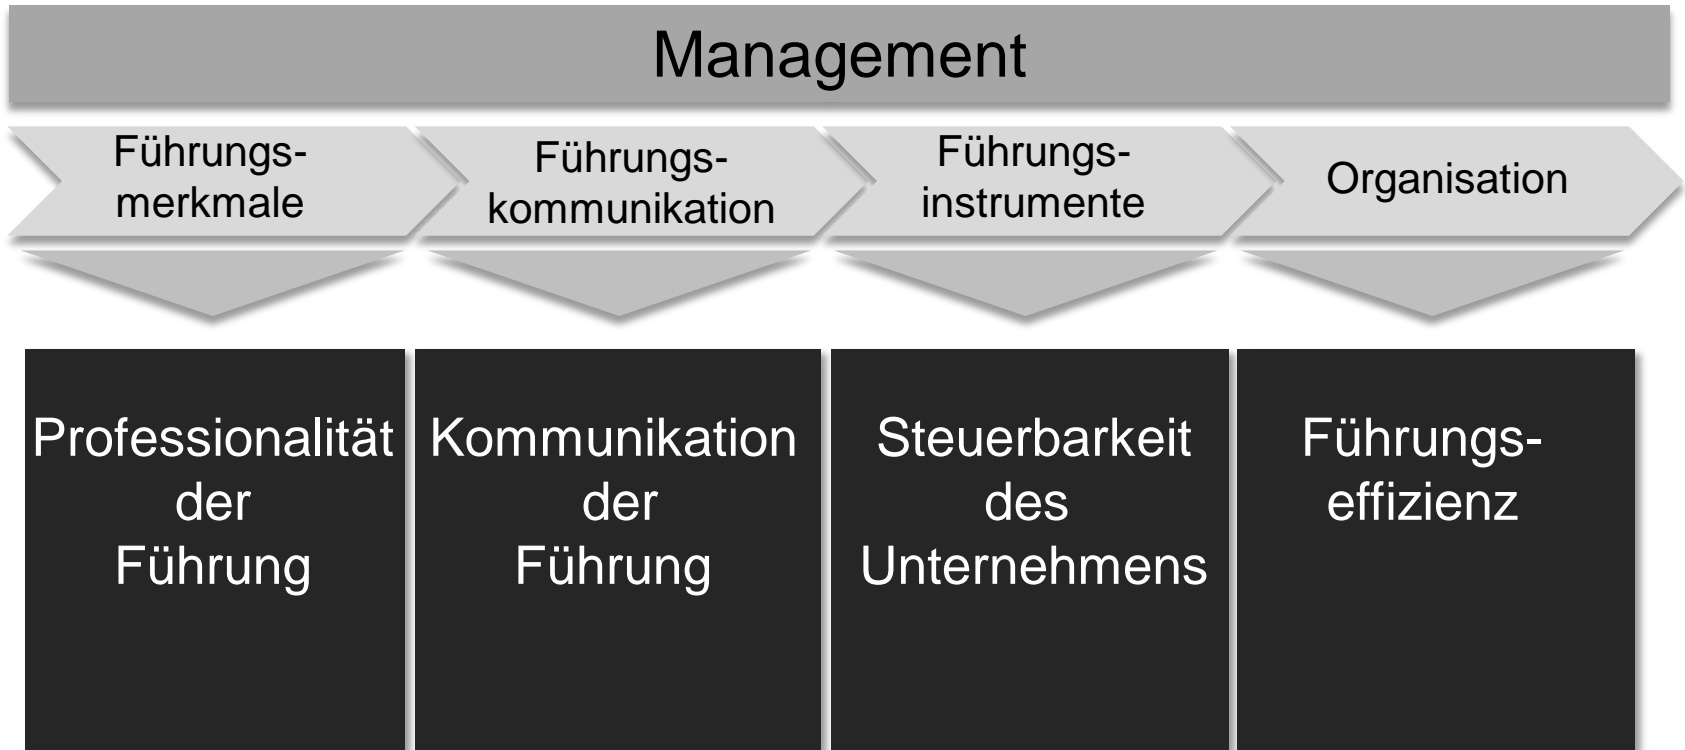 Management
Führungs-
merkmale
Führungs-
kommunikation
Führungs-
instrumente
Organisation
Professionalität
der
Führung
Kommunikation
der
Führung
Steuerbarkeit
des
Unternehmens
Führungs-
effizienz